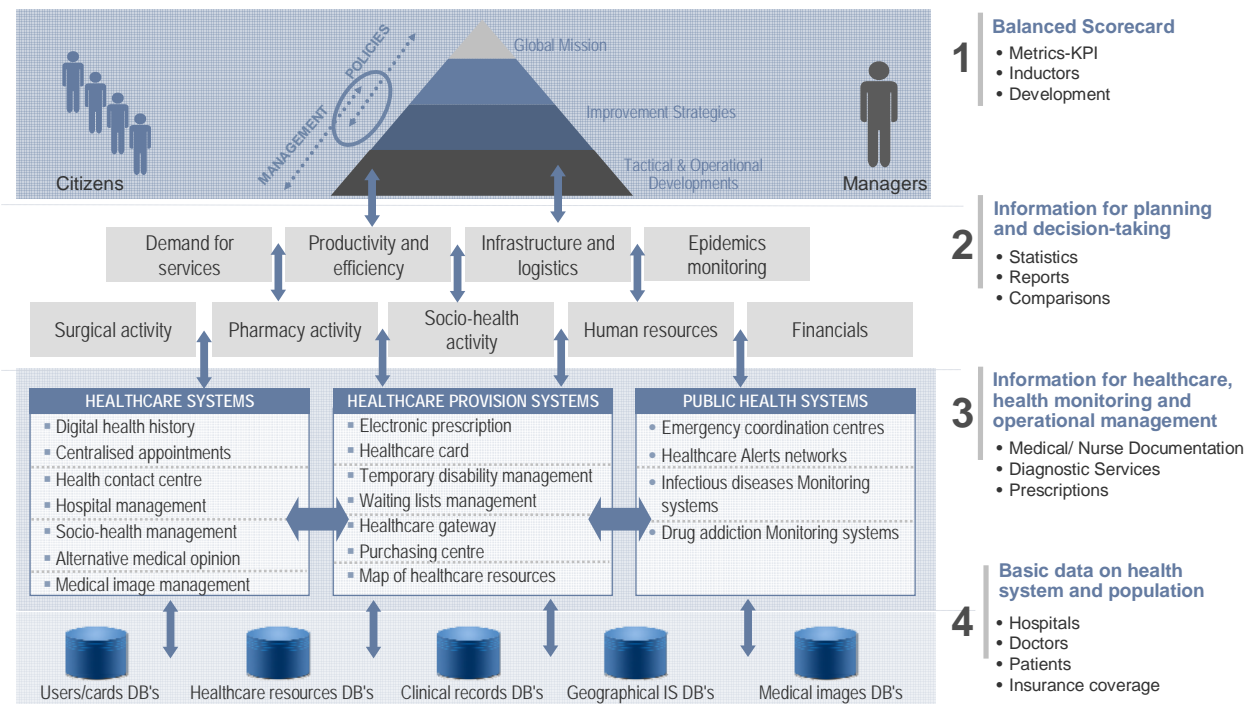 Citizens
MANAGEMENT
POLICIES
Global Mission
Improvement Strategies
Tactical & Operational
Developments
Managers
1
Balanced Scorecard
• Metrics-KPI
• Inductors
• Development
Demand for
services
Productivity and
efficiency
Infrastructure and
logistics
Epidemics
monitoring
Surgical activity
Pharmacy activity
Socio-health
activity
Human resources
Financials
2
Information for planning
and decision-taking
• Statistics
• Reports
• Comparisons
HEALTHCARE SYSTEMS
▪ Digital health history
▪ Centralised appointments
▪ Health contact centre
▪ Hospital management
▪ Socio-health management
▪ Alternative medical opinion
▪ Medical image management
HEALTHCARE PROVISION SYSTEMS
▪ Electronic prescription
▪ Healthcare card
▪ Temporary disability management
▪ Waiting lists management
▪ Healthcare gateway
▪ Purchasing centre
▪ Map of healthcare resources
PUBLIC HEALTH SYSTEMS
• Emergency coordination centres
• Healthcare Alerts networks
• Infectious diseases Monitoring
systems
• Drug addiction Monitoring systems
3
Information for healthcare,
health monitoring and
operational management
• Medical/ Nurse Documentation
• Diagnostic Services
• Prescriptions
Users/cards DB's
Healthcare resources DB's
Clinical records DB's
Geographical IS DB's
Medical images DB's
4
Basic data on health
system and population
• Hospitals
• Doctors
• Patients
• Insurance coverage